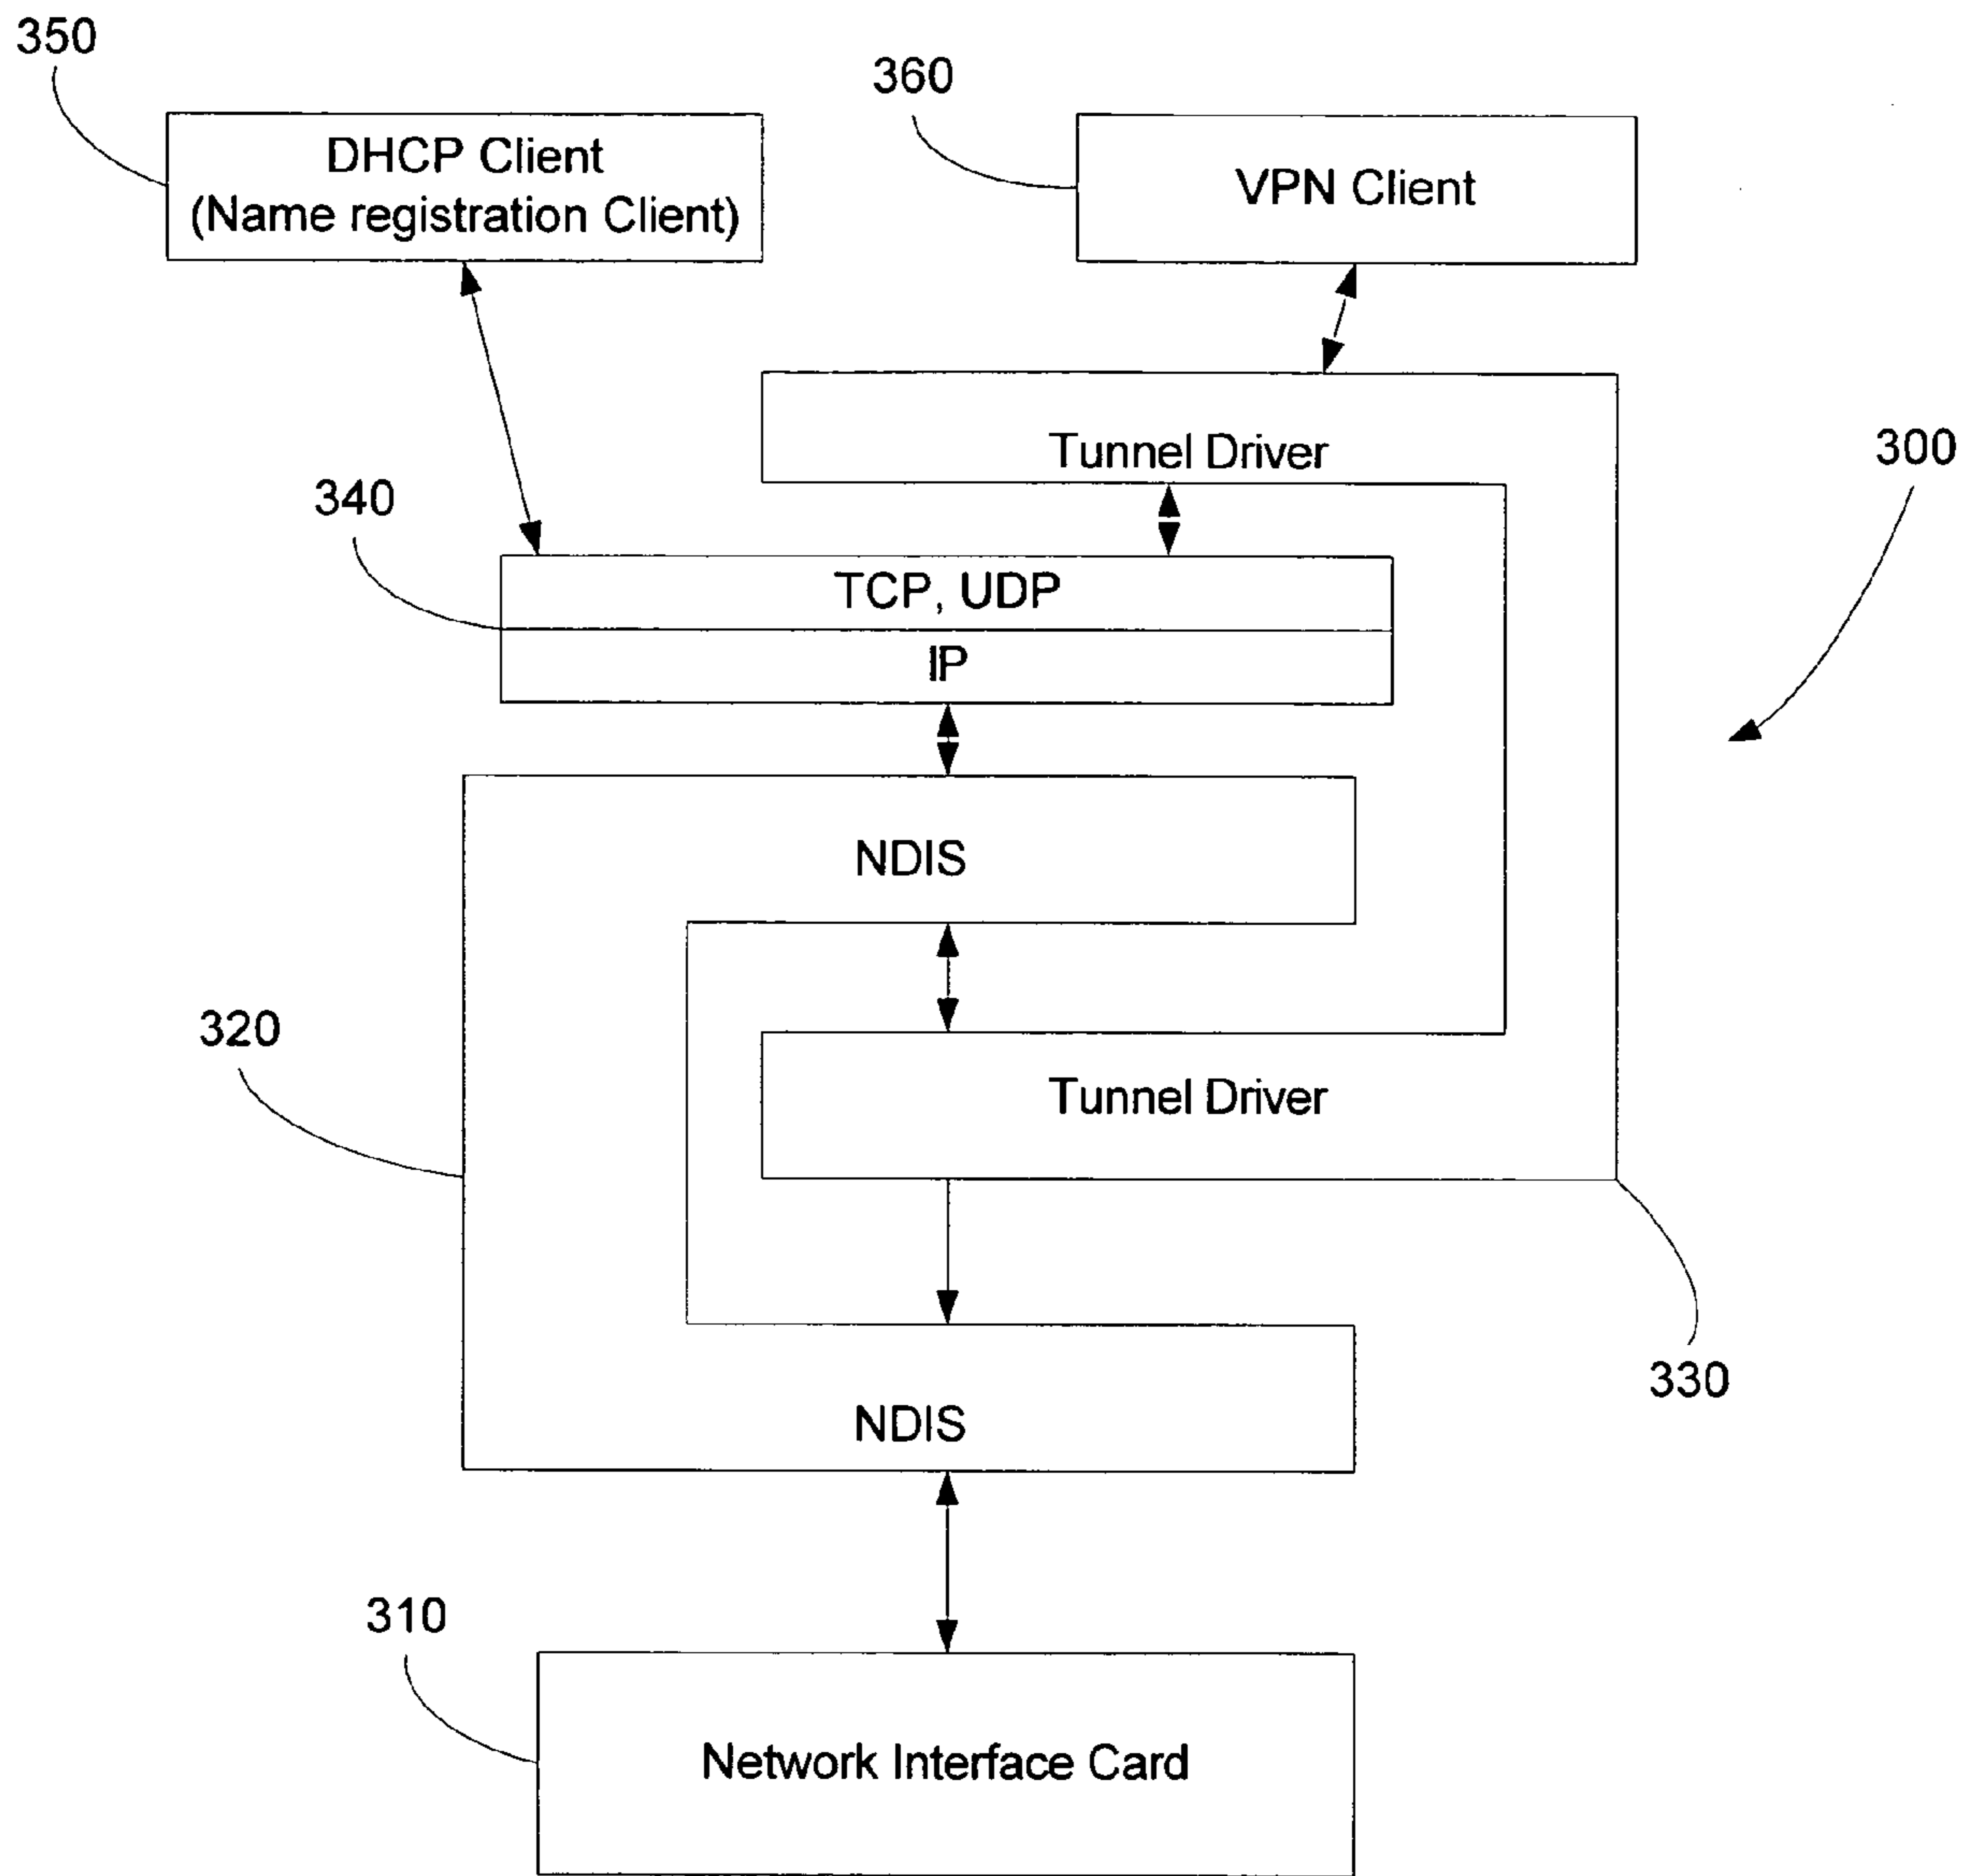 350
360
DHCP Client
(Name registration Client)
VPN Client
Tunnel Driver
300
340
TCP, UDP
IP
NDIS
320
Tunnel Driver
330
NDIS
310
Network Interface Card